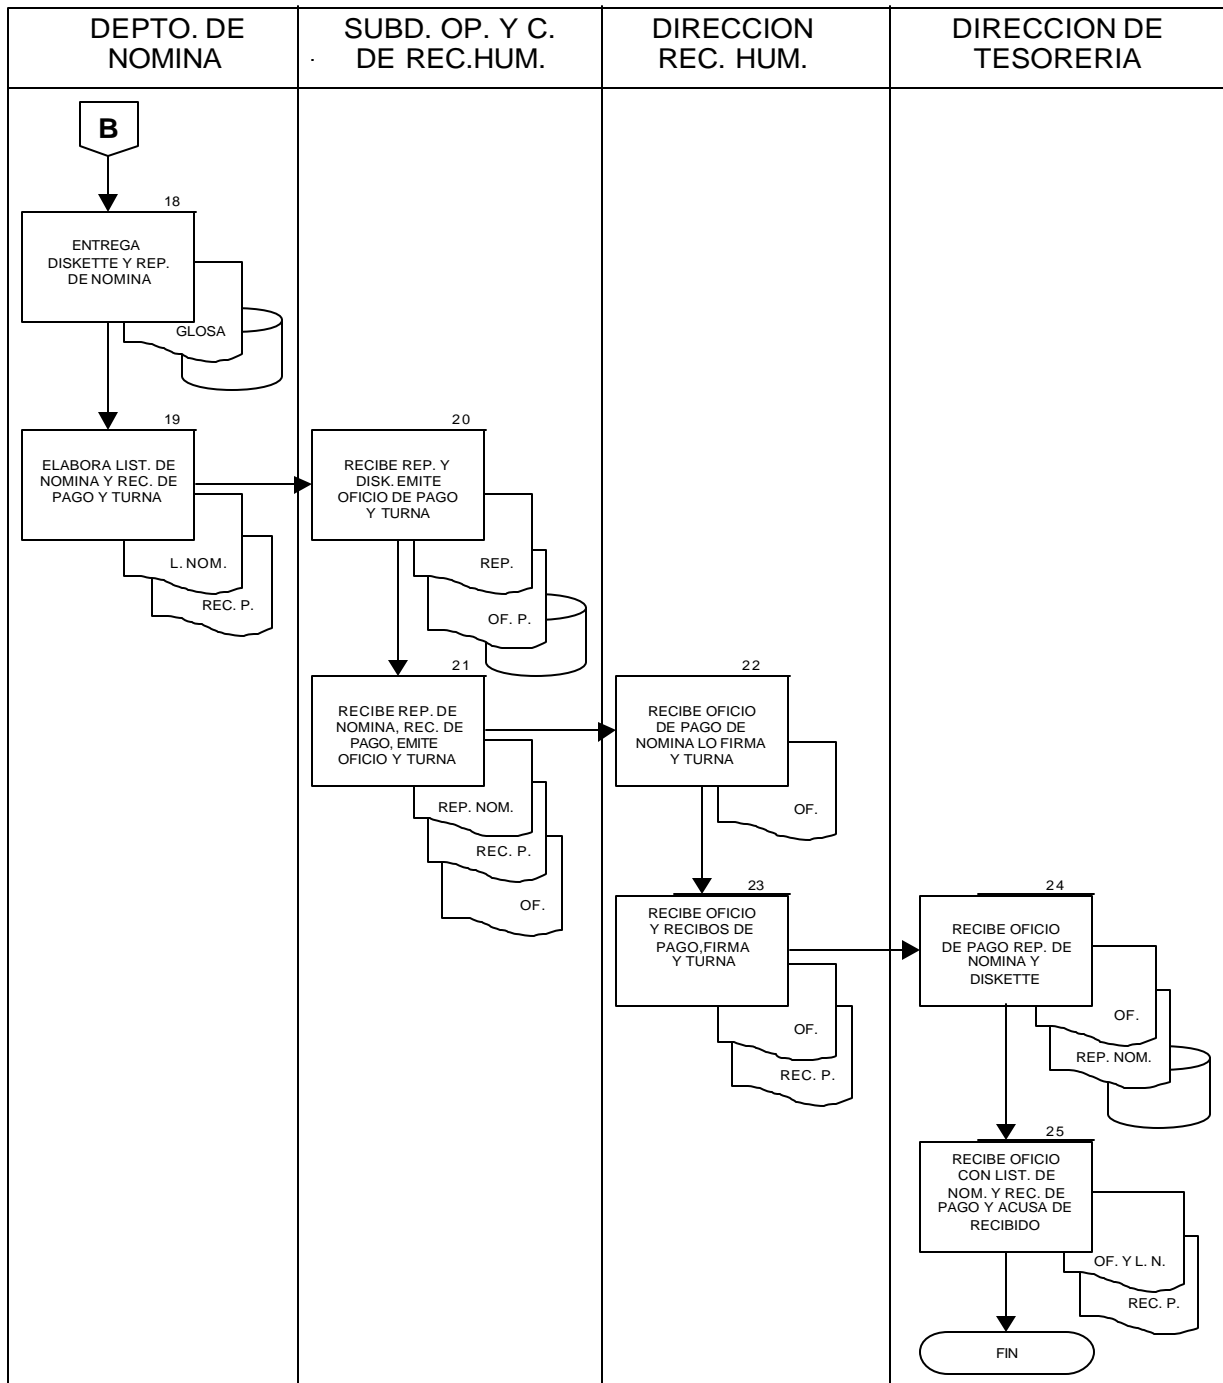 DEPTO. DE
NOMINA
SUBD. OP. Y C.
DE REC.HUM.
DIRECCION
REC. HUM.
DIRECCION DE
TESORERIA
B
18
ENTREGA
DISKETTE Y REP.
DE NOMINA
GLOSA
19
ELABORA LIST. DE
NOMINA Y REC. DE
PAGO Y TURNA
L. NOM.
REC. P.
20
RECIBE REP. Y
DISK. EMITE
OFICIO DE PAGO
Y TURNA
REP.
OF. P.
21
RECIBE REP. DE
NOMINA, REC. DE
PAGO, EMITE
OFICIO Y TURNA
REP. NOM.
REC. P.
OF.
22
RECIBE OFICIO
DE PAGO DE
NOMINA LO FIRMA
Y TURNA
OF.
23
RECIBE OFICIO
Y RECIBOS DE
PAGO,FIRMA
Y TURNA
OF.
REC. P.
24
RECIBE OFICIO
DE PAGO REP. DE
NOMINA Y
DISKETTE
OF.
REP. NOM.
25
RECIBE OFICIO
CON LIST. DE
NOM. Y REC. DE
PAGO Y ACUSA DE
RECIBIDO
OF. Y L. N.
REC. P.
FIN